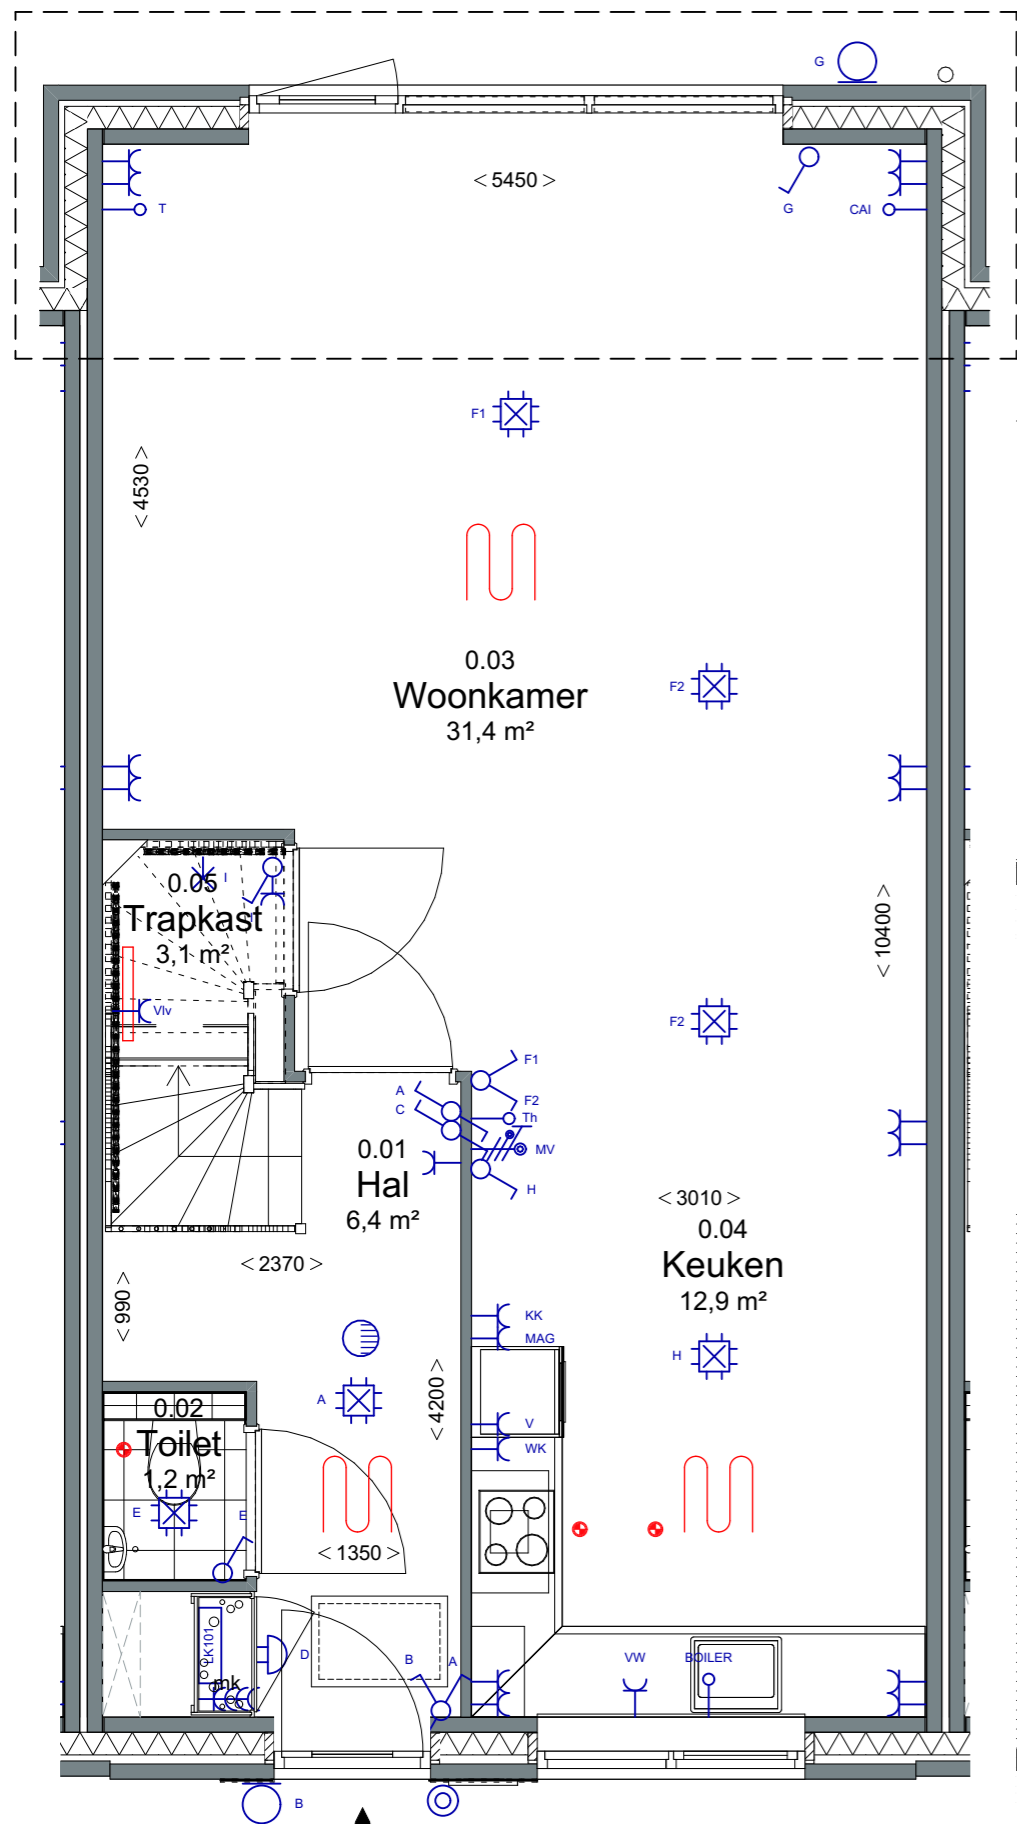 G
<5450>
T
G
CAI
F1
<4530>
0.03
Woonkamer
31,4 m²
F2
0.05
I
Trapkast
3,1 m²
<10400>
Vlv
F2
F1
A
F2
C
Th
0.01
MV
Hal
H
6,4 m²
<3010>
0.04
Keuken
12,9 m²
<2370>
<990>
KK
MAG
H
A
<4200>
0.02
V
Toilet
WK
1,2 m²
E
E
<1350>
LK101
D
B
A
VW
BOILER
mk
B